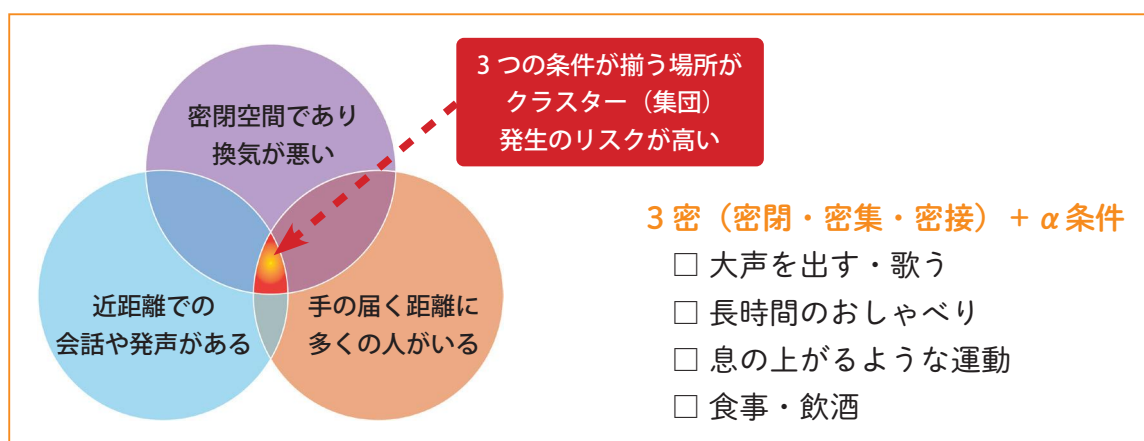 3つの条件が揃う場所が
クラスター（集団）
発生のリスクが高い
密閉空間であり
換気が悪い
近距離での
会話や発声がある
手の届く距離に
多くの人がいる
3密（密閉・密集・密接）+α条件
□ 大声を出す・歌う
□ 長時間のおしゃべり
□ 息の上がるような運動
□ 食事・飲酒